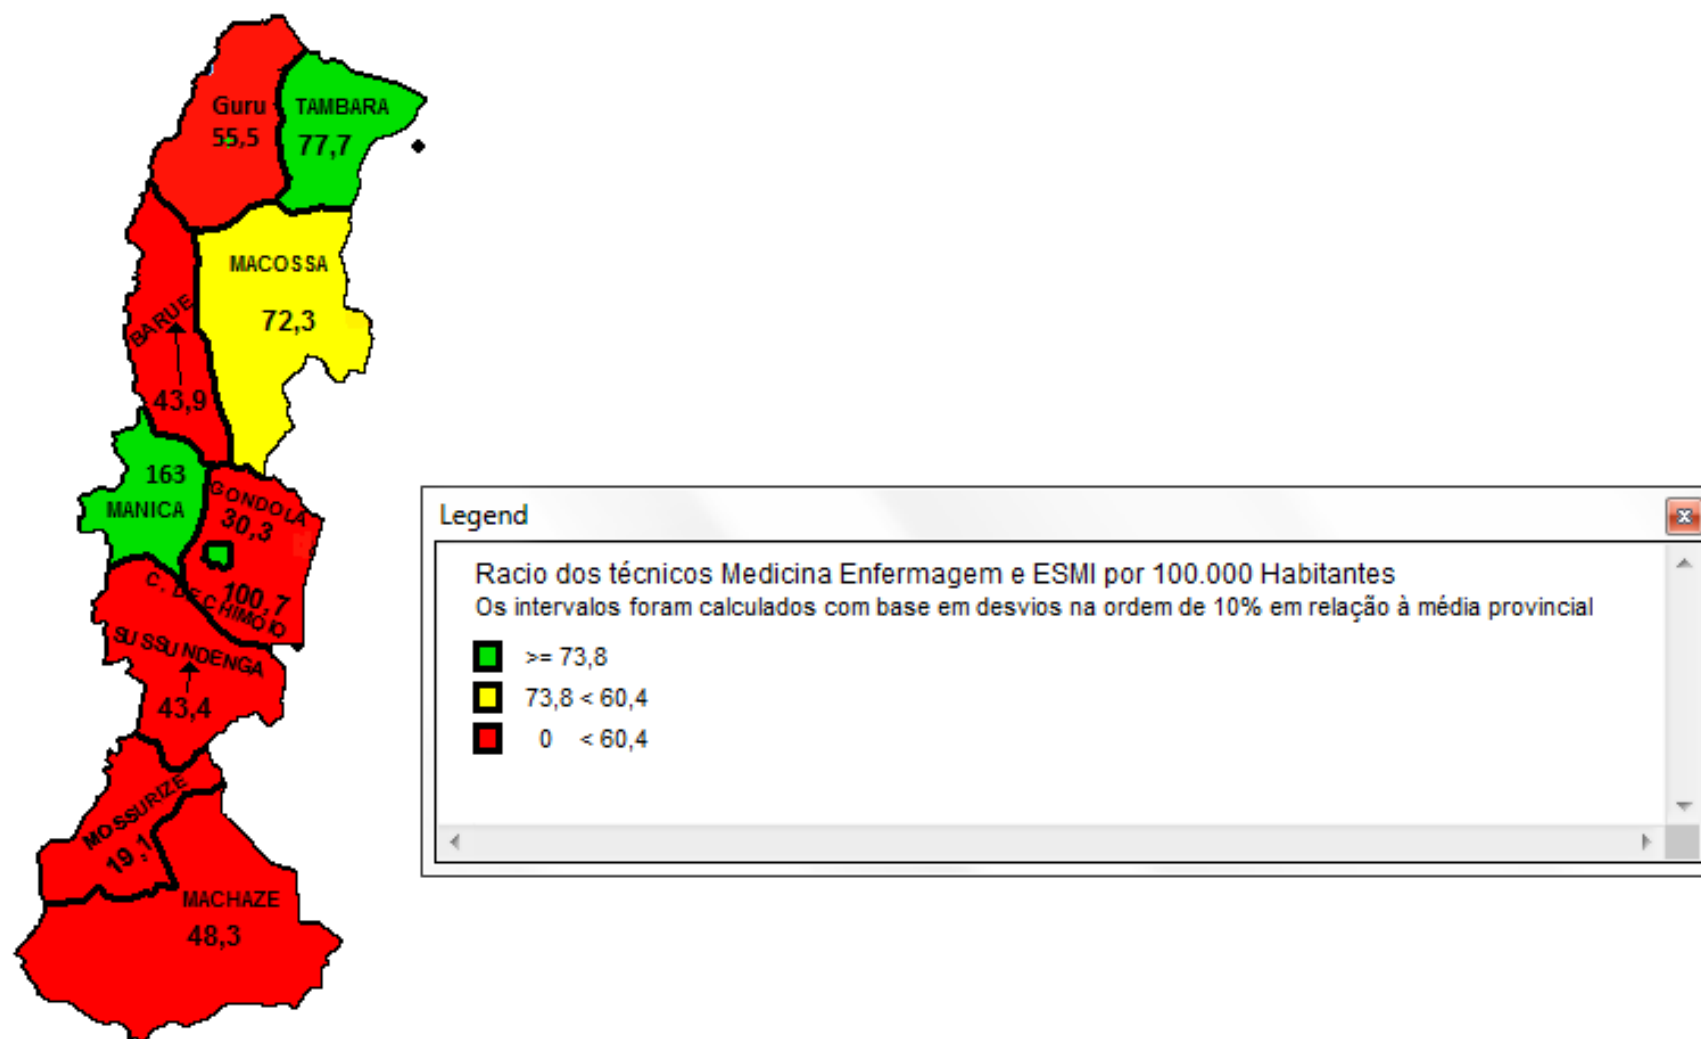 Guru
55,5
TAMBARA
77,7
MACOSSA
72,3
BARUE
43,9
163
MANICA
GONDOLA
30,3
100,7
C. DE CHIMOIO
SUSSUNDENGA
43,4
MOSSURIZE
19,1
MACHAZE
48,3
Legend
Racio dos técnicos Medicina Enfermagem e ESMI por 100.000 Habitantes
Os intervalos foram calculados com base em desvios na ordem de 10% em relação à média provincial
>= 73,8
73,8 < 60,4
0 < 60,4